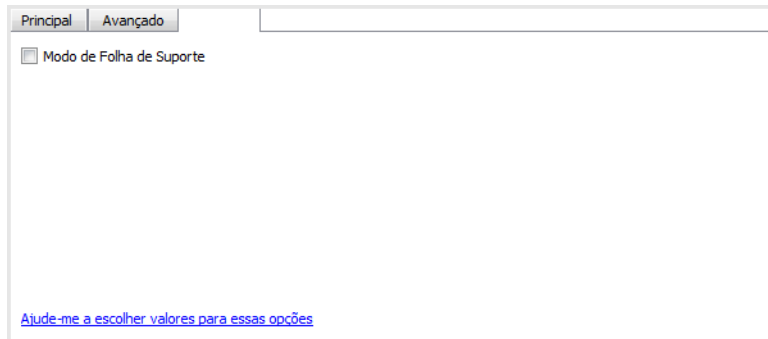 Principal Avançado
Modo de Folha de Suporte
Ajude-me a escolher valores para essas opções